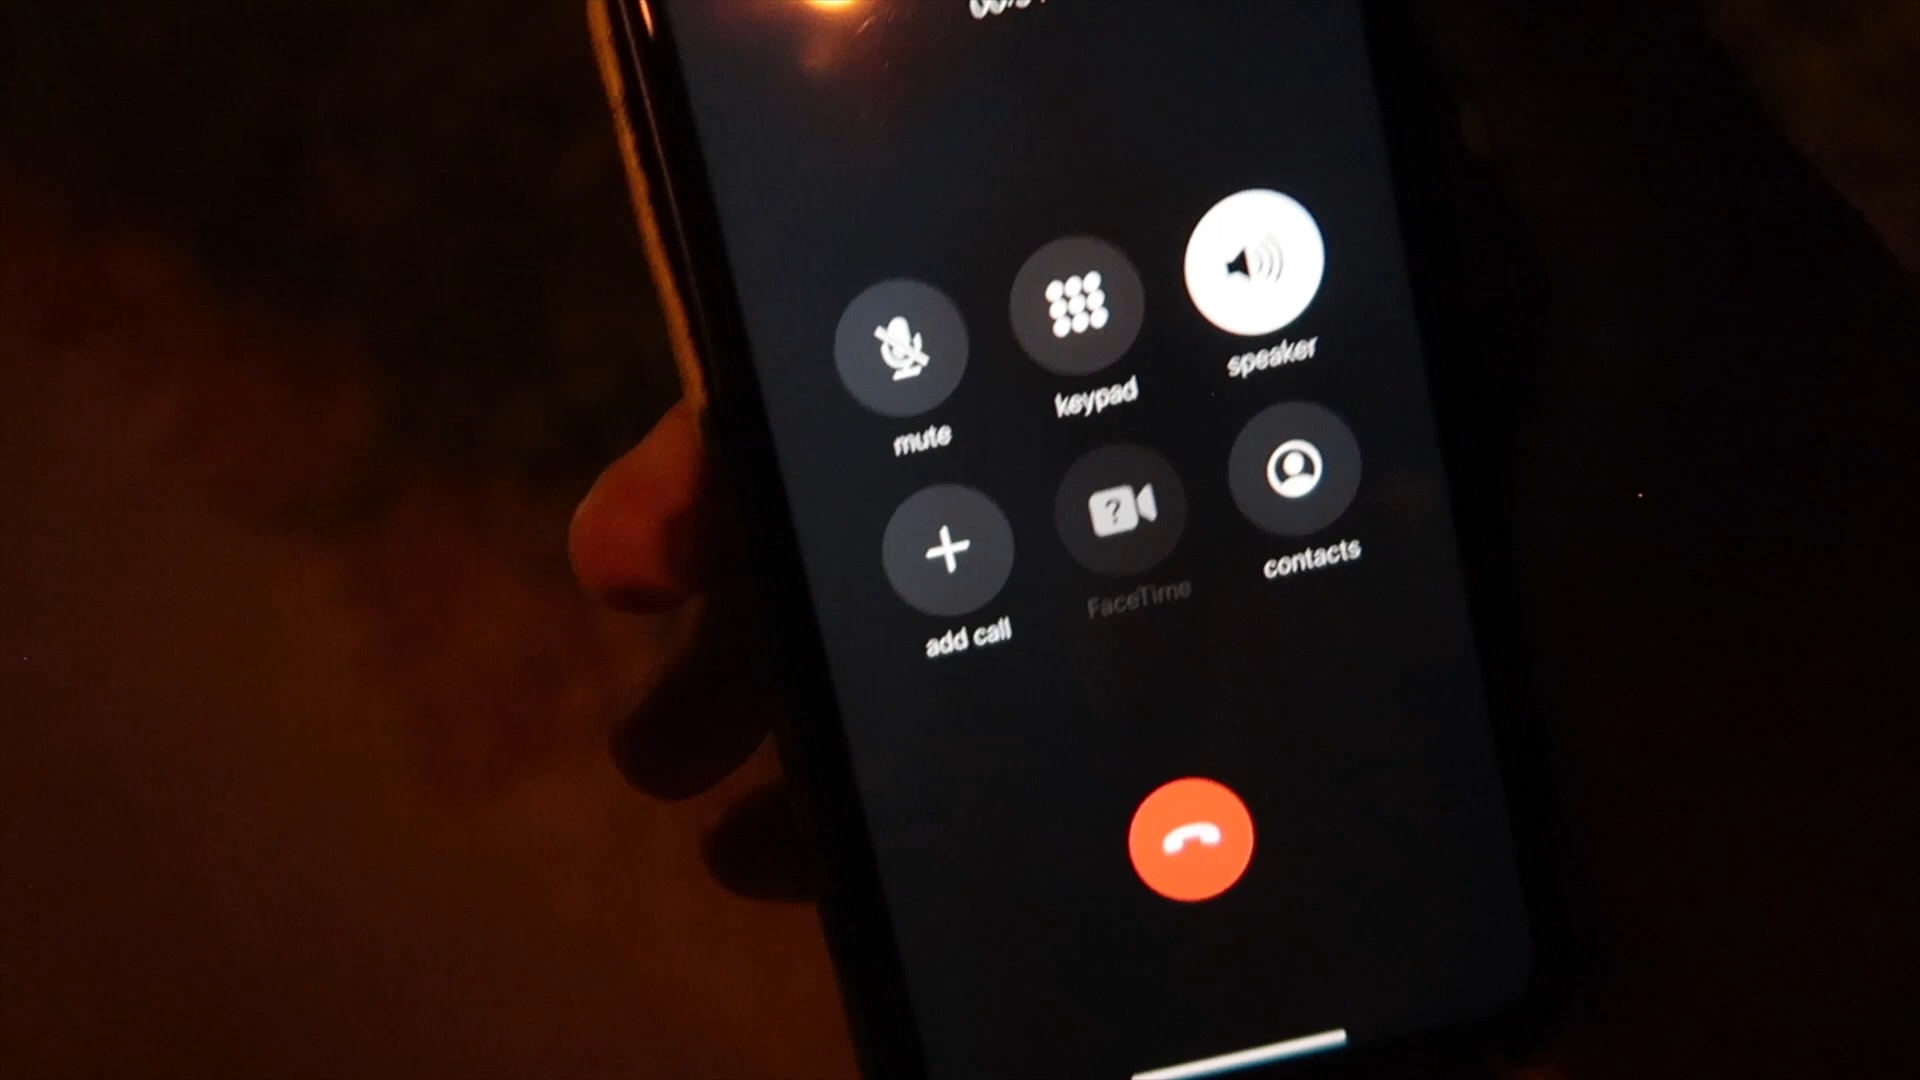 mute
keypad
speaker
add call
FaceTime
contacts